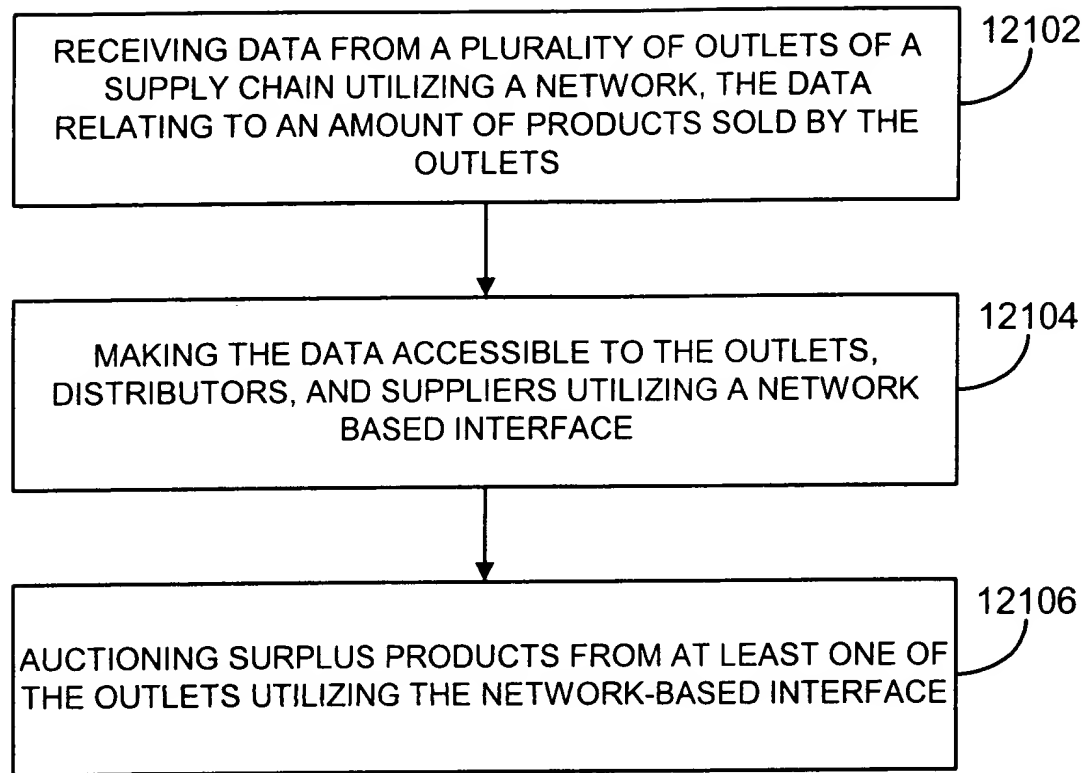 RECEIVING DATA FROM A PLURALITY OF OUTLETS OF A
SUPPLY CHAIN UTILIZING A NETWORK, THE DATA
RELATING TO AN AMOUNT OF PRODUCTS SOLD BY THE
OUTLETS
12102
MAKING THE DATA ACCESSIBLE TO THE OUTLETS,
DISTRIBUTORS, AND SUPPLIERS UTILIZING A NETWORK
BASED INTERFACE
12104
AUCTIONING SURPLUS PRODUCTS FROM AT LEAST ONE OF
THE OUTLETS UTILIZING THE NETWORK-BASED INTERFACE
12106